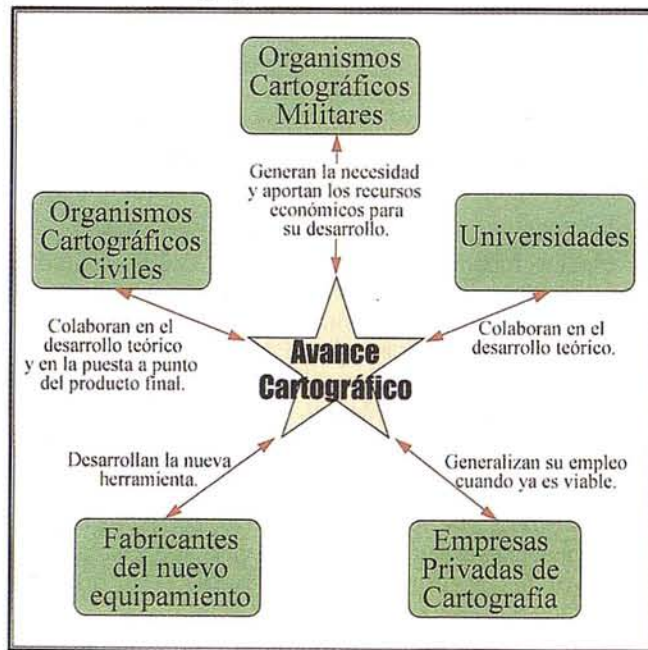 Organismos
Cartográficos
Militares
Generan la necesidad
y aportan los recursos
económicos para
su desarrollo.
Organismos
Cartográficos
Civiles
Universidades
Colaboran en el
desarrollo teórico
y en la puesta a punto
del producto final.
Avance
Cartográfico
Colaboran en el
desarrollo teórico.
Desarrollan la nueva
herramienta.
Generalizan su empleo
cuando ya es viable.
Fabricantes
del nuevo
equipamiento
Empresas
Privadas de
Cartografía